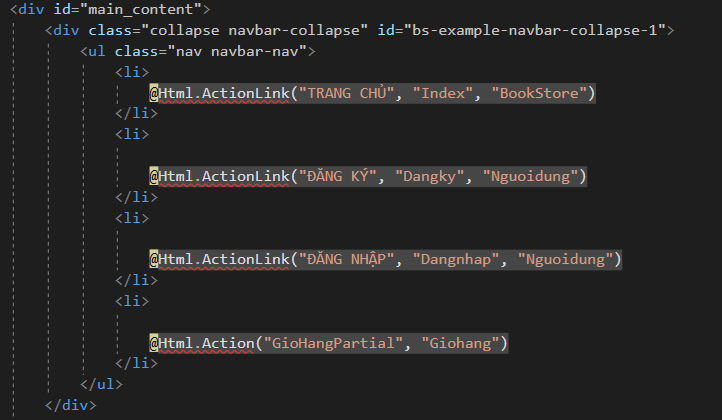 <div id="main_content">
<div class="collapse navbar-collapse" id="bs-example-navbar-collapse-1">
<ul class="nav navbar-nav">
<li>
@Html.ActionLink("TRANG CHỦ", "Index", "BookStore")
</li>
<li>
@Html.ActionLink("ĐĂNG KÝ", "Dangky", "Nguoidung")
</li>
<li>
@Html.ActionLink("ĐĂNG NHẬP", "Dangnhap", "Nguoidung")
</li>
<li>
@Html.Action("GioHangPartial", "Giohang")
</li>
</ul>
</div>